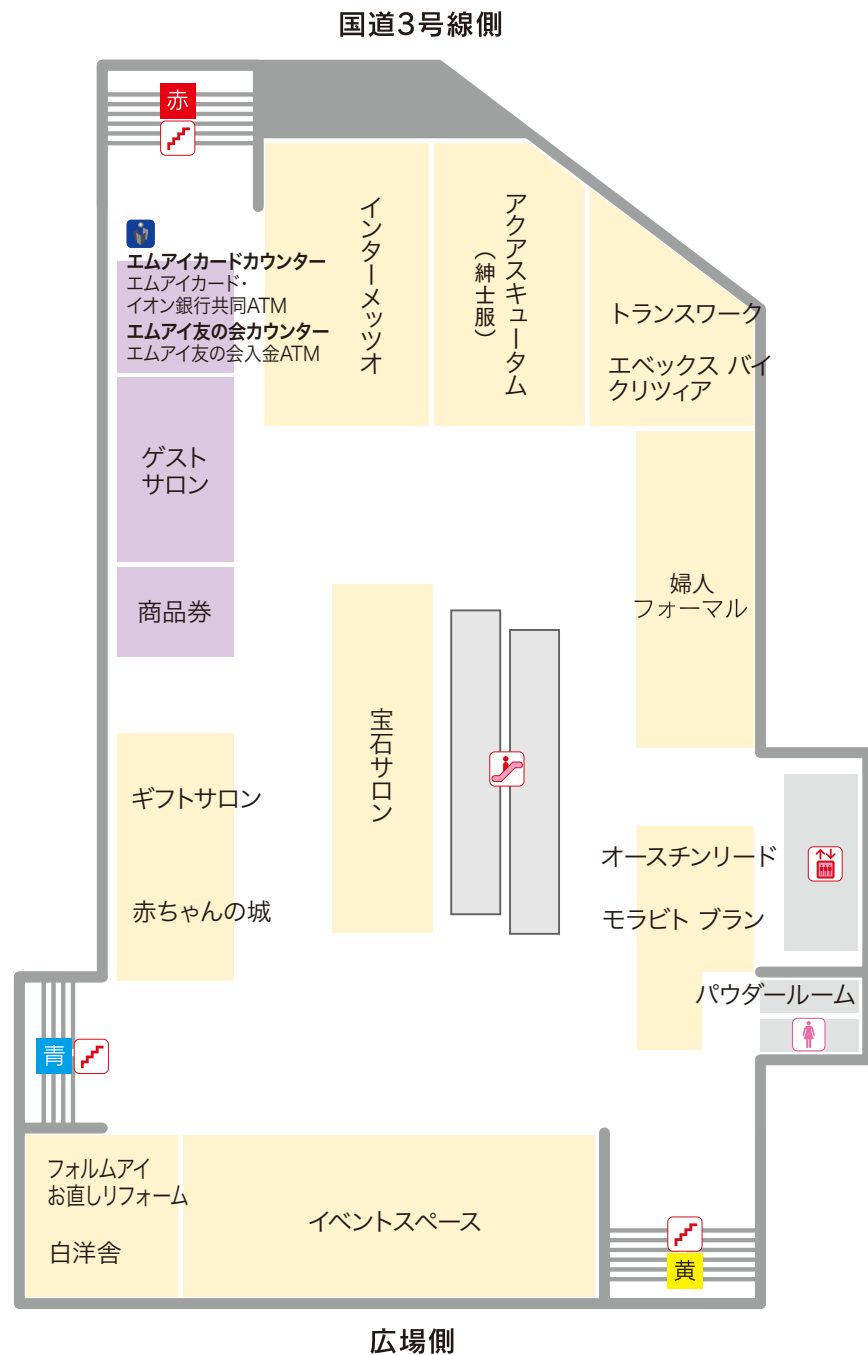 国道3号線側
赤
エムアイカードカウンター
エムアイカード・
イオン銀行共同ATM
エムアイ友の会カウンター
エムアイ友の会入金ATM
インターメッツオ
アクアスキュータム
（紳士服）
トランスワーク
エベックス バイ
クリツィア
ゲスト
サロン
商品券
婦人
フォーマル
宝石サロン
ギフトサロン
赤ちゃんの城
オースチンリード
モラビト ブラン
パウダールーム
青
フォルムアイ
お直しリフォーム
白洋舎
イベントスペース
黄
広場側